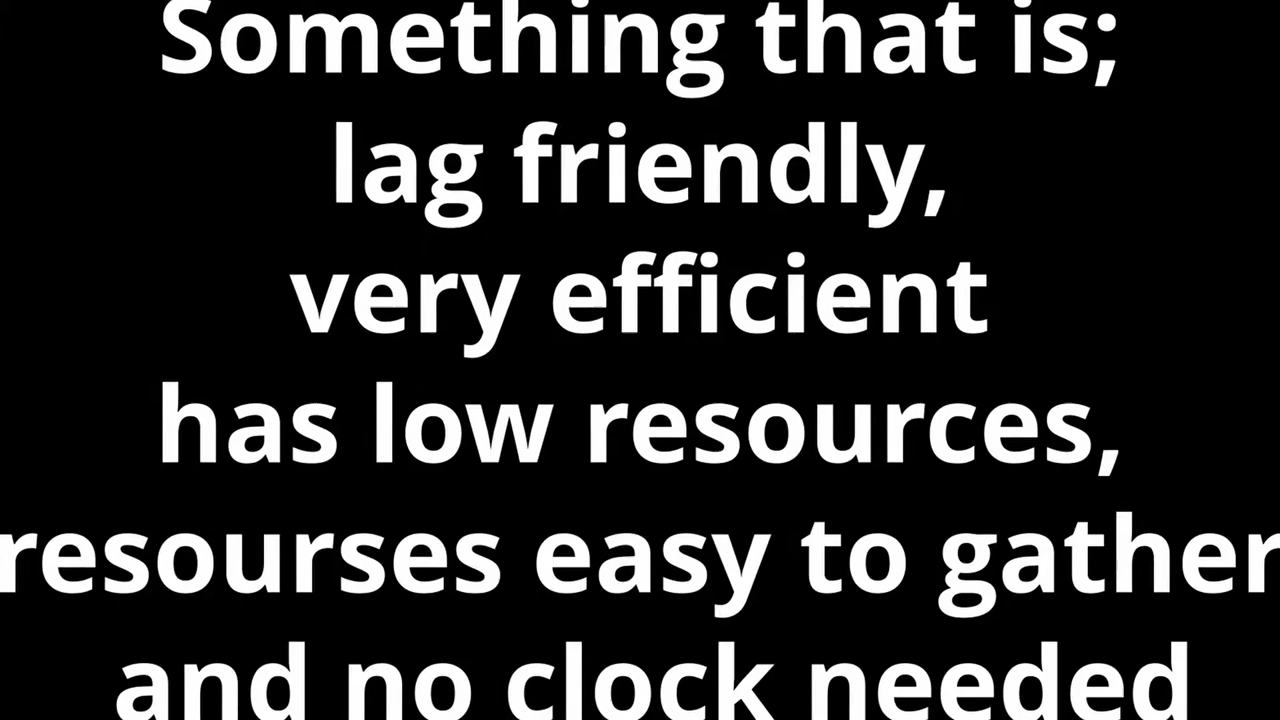 Something that is;
lag friendly,
very efficient
has low resources,
resourses easy to gather
and no clock needed